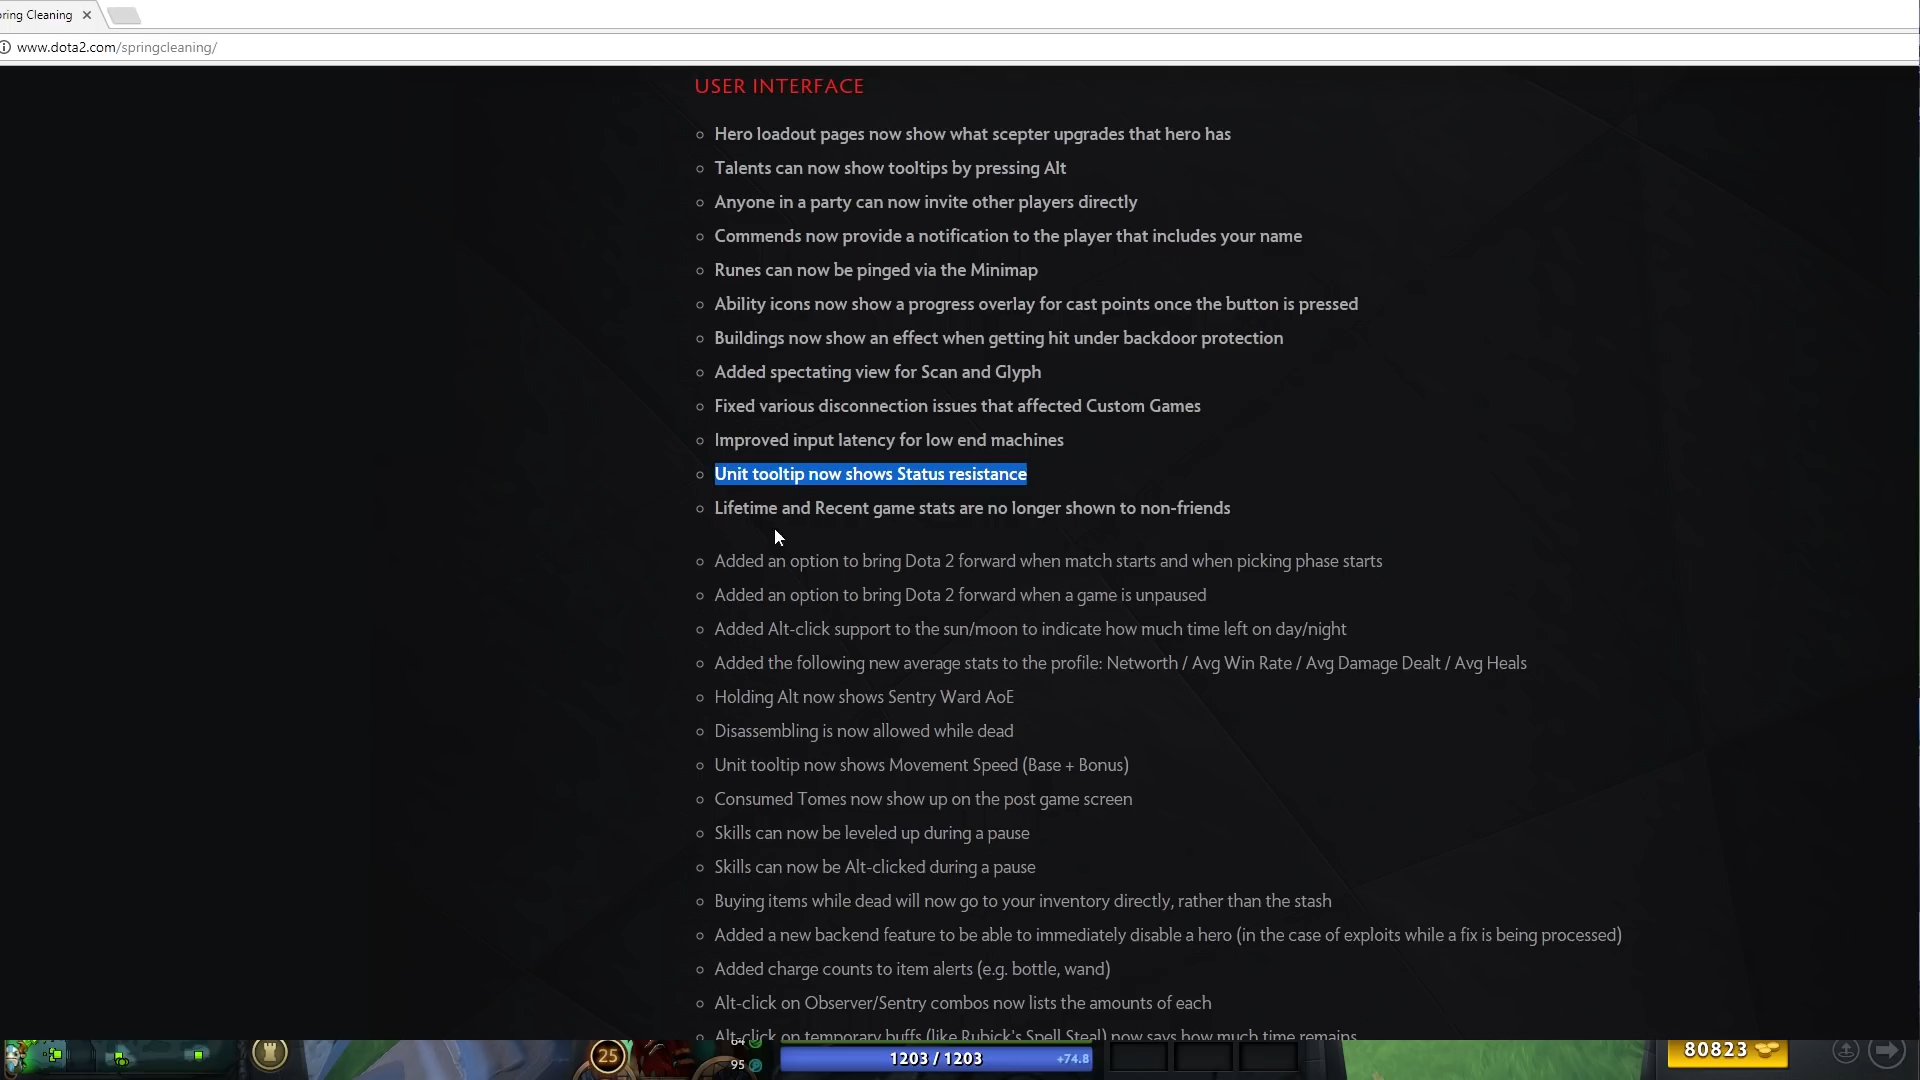 ring Cleaning
www.dota2.com/springcleaning/
USER INTERFACE
Hero loadout pages now show what scepter upgrades that hero has
Talents can now show tooltips by pressing Alt
Anyone in a party can now invite other players directly
Commends now provide a notification to the player that includes your name
Runes can now be pinged via the Minimap
Ability icons now show a progress overlay for cast points once the button is pressed
Buildings now show an effect when getting hit under backdoor protection
Added spectating view for Scan and Glyph
Fixed various disconnection issues that affected Custom Games
Improved input latency for low end machines
Unit tooltip now shows Status resistance
Lifetime and Recent game stats are no longer shown to non-friends
Added an option to bring Dota 2 forward when match starts and when picking phase starts
Added an option to bring Dota 2 forward when a game is unpaused
Added Alt-click support to the sun/moon to indicate how much time left on day/night
Added the following new average stats to the profile: Networth / Avg Win Rate / Avg Damage Dealt / Avg Heals
Holding Alt now shows Sentry Ward AoE
Disassembling is now allowed while dead
Unit tooltip now shows Movement Speed (Base + Bonus)
Consumed Tomes now show up on the post game screen
Skills can now be leveled up during a pause
Skills can now be Alt-clicked during a pause
Buying items while dead will now go to your inventory directly, rather than the stash
Added a new backend feature to be able to immediately disable a hero (in the case of exploits while a fix is being processed)
Added charge counts to item alerts (e.g. bottle, wand)
Alt-click on Observer/Sentry combos now lists the amounts of each
Alt-click on temporary buffs (like Rubick's Spell Steal) now says how much time remains
25
95
1203 / 1203
+74.8
80823